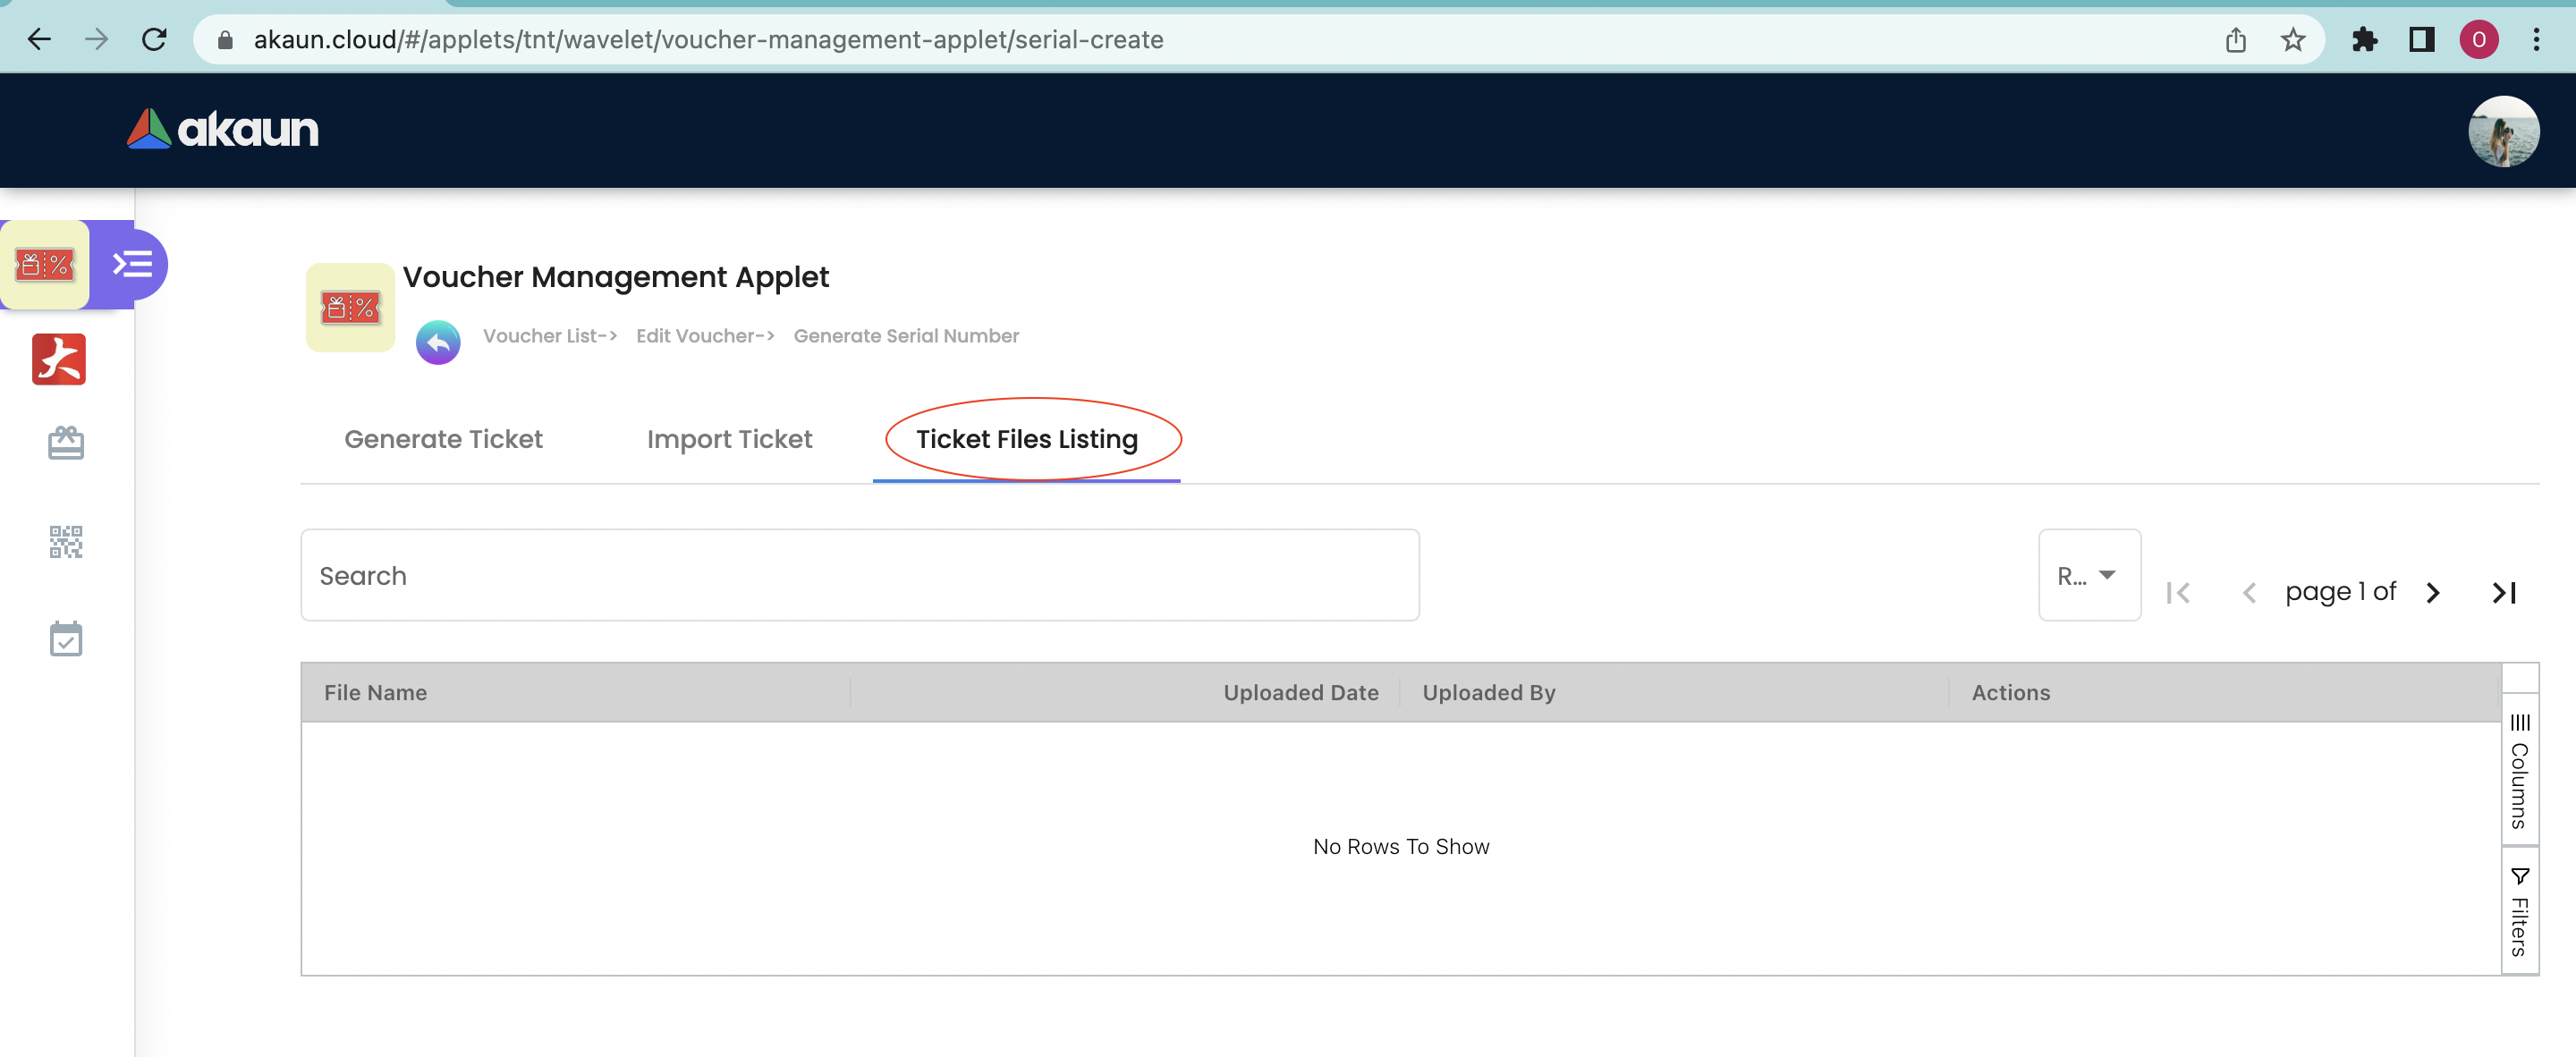 akaun.cloud/#/applets/tnt/wavelet/voucher-management-applet/serial-create
O
akaun
Voucher Management Applet
Voucher List-> Edit Voucher-> Generate Serial Number
Generate Ticket Import Ticket Ticket Files Listing
Search
R... page 1 of
File Name Uploaded Date Uploaded By Actions
Columns
No Rows To Show
Filters